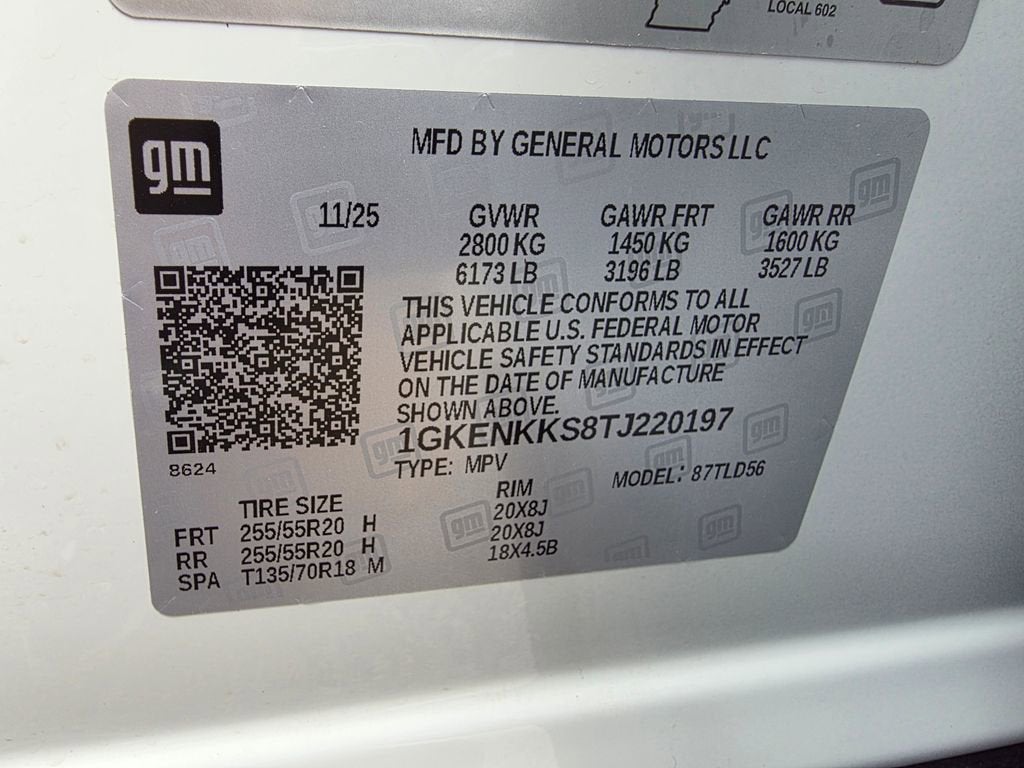 LOCAL 602
gm
MFD BY GENERAL MOTORS LLC
11/25
GVWR GAWR FRT GAWR RR
2800 KG 1450 KG 1600 KG
6173 LB 3196 LB 3527 LB
THIS VEHICLE CONFORMS TO ALL
APPLICABLE U.S. FEDERAL MOTOR
VEHICLE SAFETY STANDARDS IN EFFECT
ON THE DATE OF MANUFACTURE
SHOWN ABOVE.
1GKENKKS8TJ220197
8624
TYPE: MPV MODEL: 87TLD56
TIRE SIZE RIM
FRT 255/55R20 H 20X8J
RR 255/55R20 H 20X8J
SPA T135/70R18 M 18X4.5B